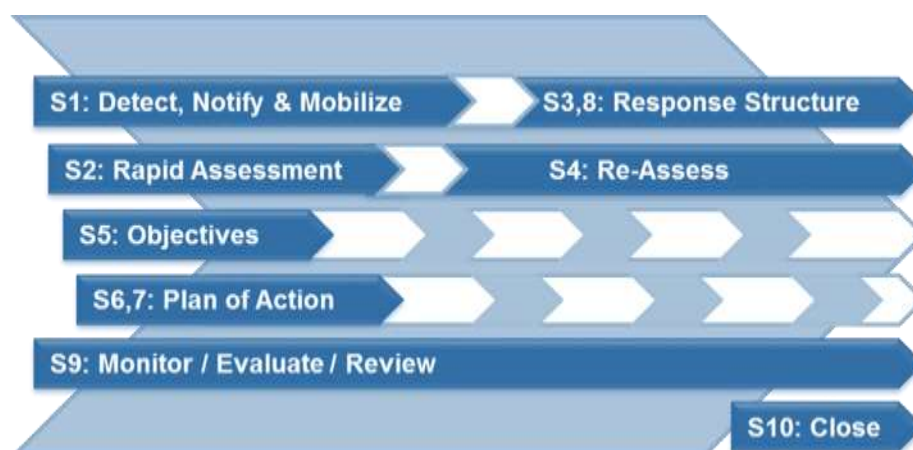 S1: Detect, Notify & Mobilize
S3,8: Response Structure
S2: Rapid Assessment
S4: Re-Assess
S5: Objectives
S6,7: Plan of Action
S9: Monitor / Evaluate / Review
S10: Close